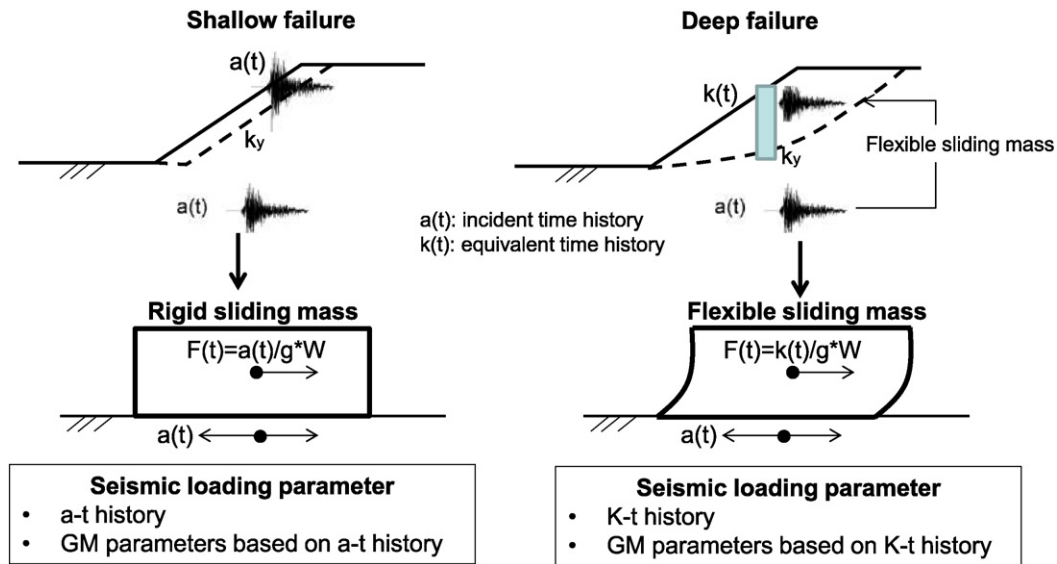 Shallow failure
a(t)
ky
a(t)
Rigid sliding mass
F(t)=a(t)/g*W
a(t)
Seismic loading parameter
• a-t history
• GM parameters based on a-t history
a(t): incident time history
k(t): equivalent time history
Deep failure
k(t)
ky
Flexible sliding mass
a(t)
Flexible sliding mass
F(t)=k(t)/g*W
a(t)
Seismic loading parameter
• K-t history
• GM parameters based on K-t history